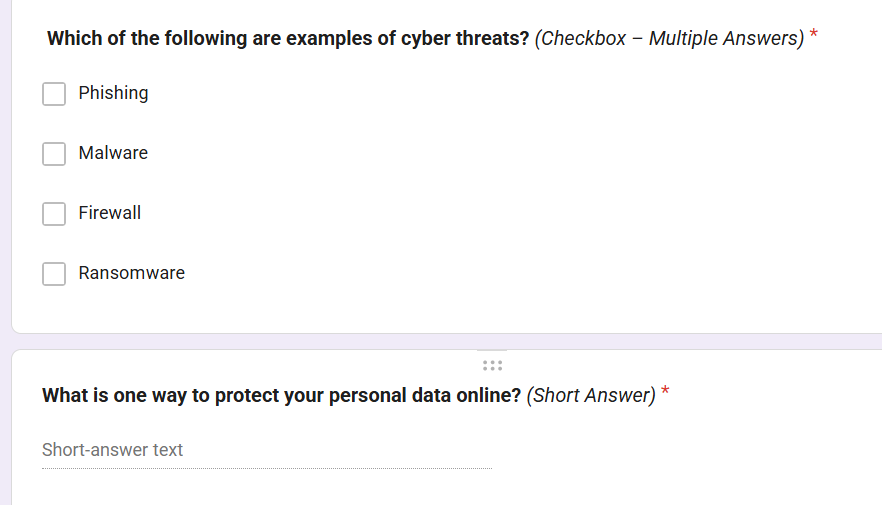 Which of the following are examples of cyber threats? (Checkbox – Multiple Answers) *
Phishing
Malware
Firewall
Ransomware
What is one way to protect your personal data online? (Short Answer) *
Short-answer text